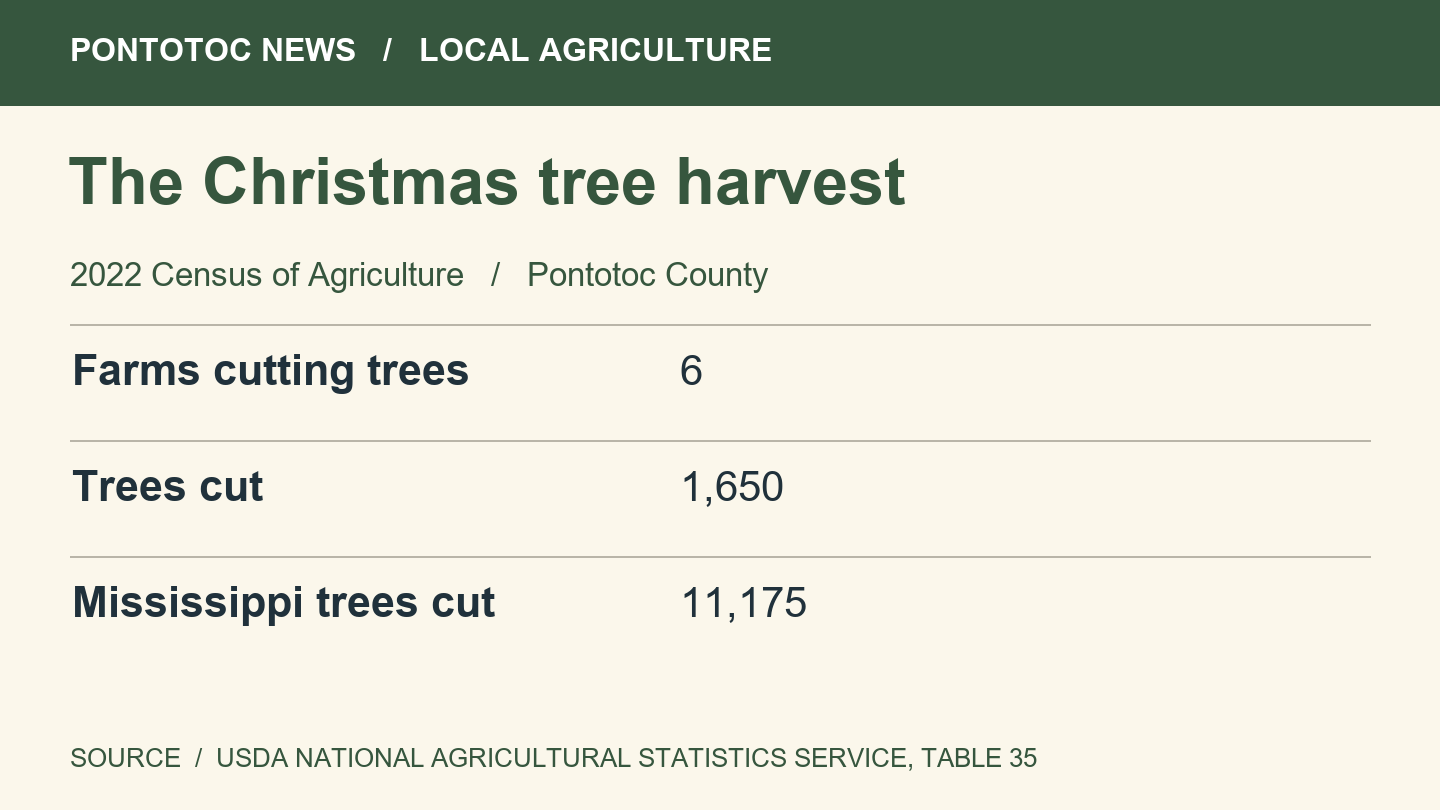 PONTOTOC NEWS / LOCAL AGRICULTURE
The Christmas tree harvest
2022 Census of Agriculture / Pontotoc County
Farms cutting trees 6
Trees cut 1,650
Mississippi trees cut 11,175
SOURCE / USDA NATIONAL AGRICULTURAL STATISTICS SERVICE, TABLE 35